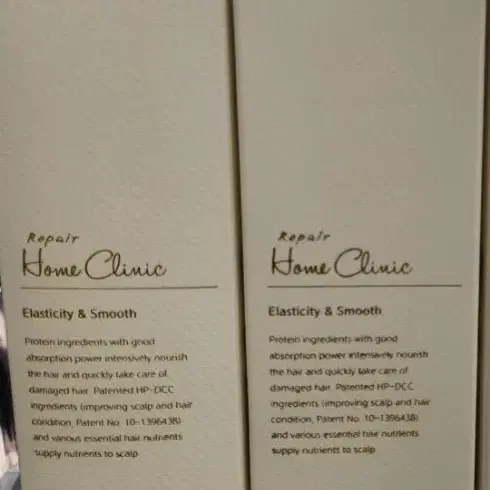 Repair
Home Clinic
Elasticity & Smooth
Protein ingredients with good
absorption power intensively nourish
the hair and quickly take care of
damaged hair. Patented HP-DCC
ingredients (improving scalp and hair
condition, Patent No. 10-1396438)
and various essential hair nutrients
supply nutrients to scalp
Repair
Home Clinic
Elasticity & Smooth
Protein ingredients with good
absorption power intensively nourish
the hair and quickly take care of
damaged hair. Patented HP-DCC
ingredients (improving scalp and hair
condition, Patent No. 10-1396438)
and various essential hair nutrients
supply nutrients to scalp